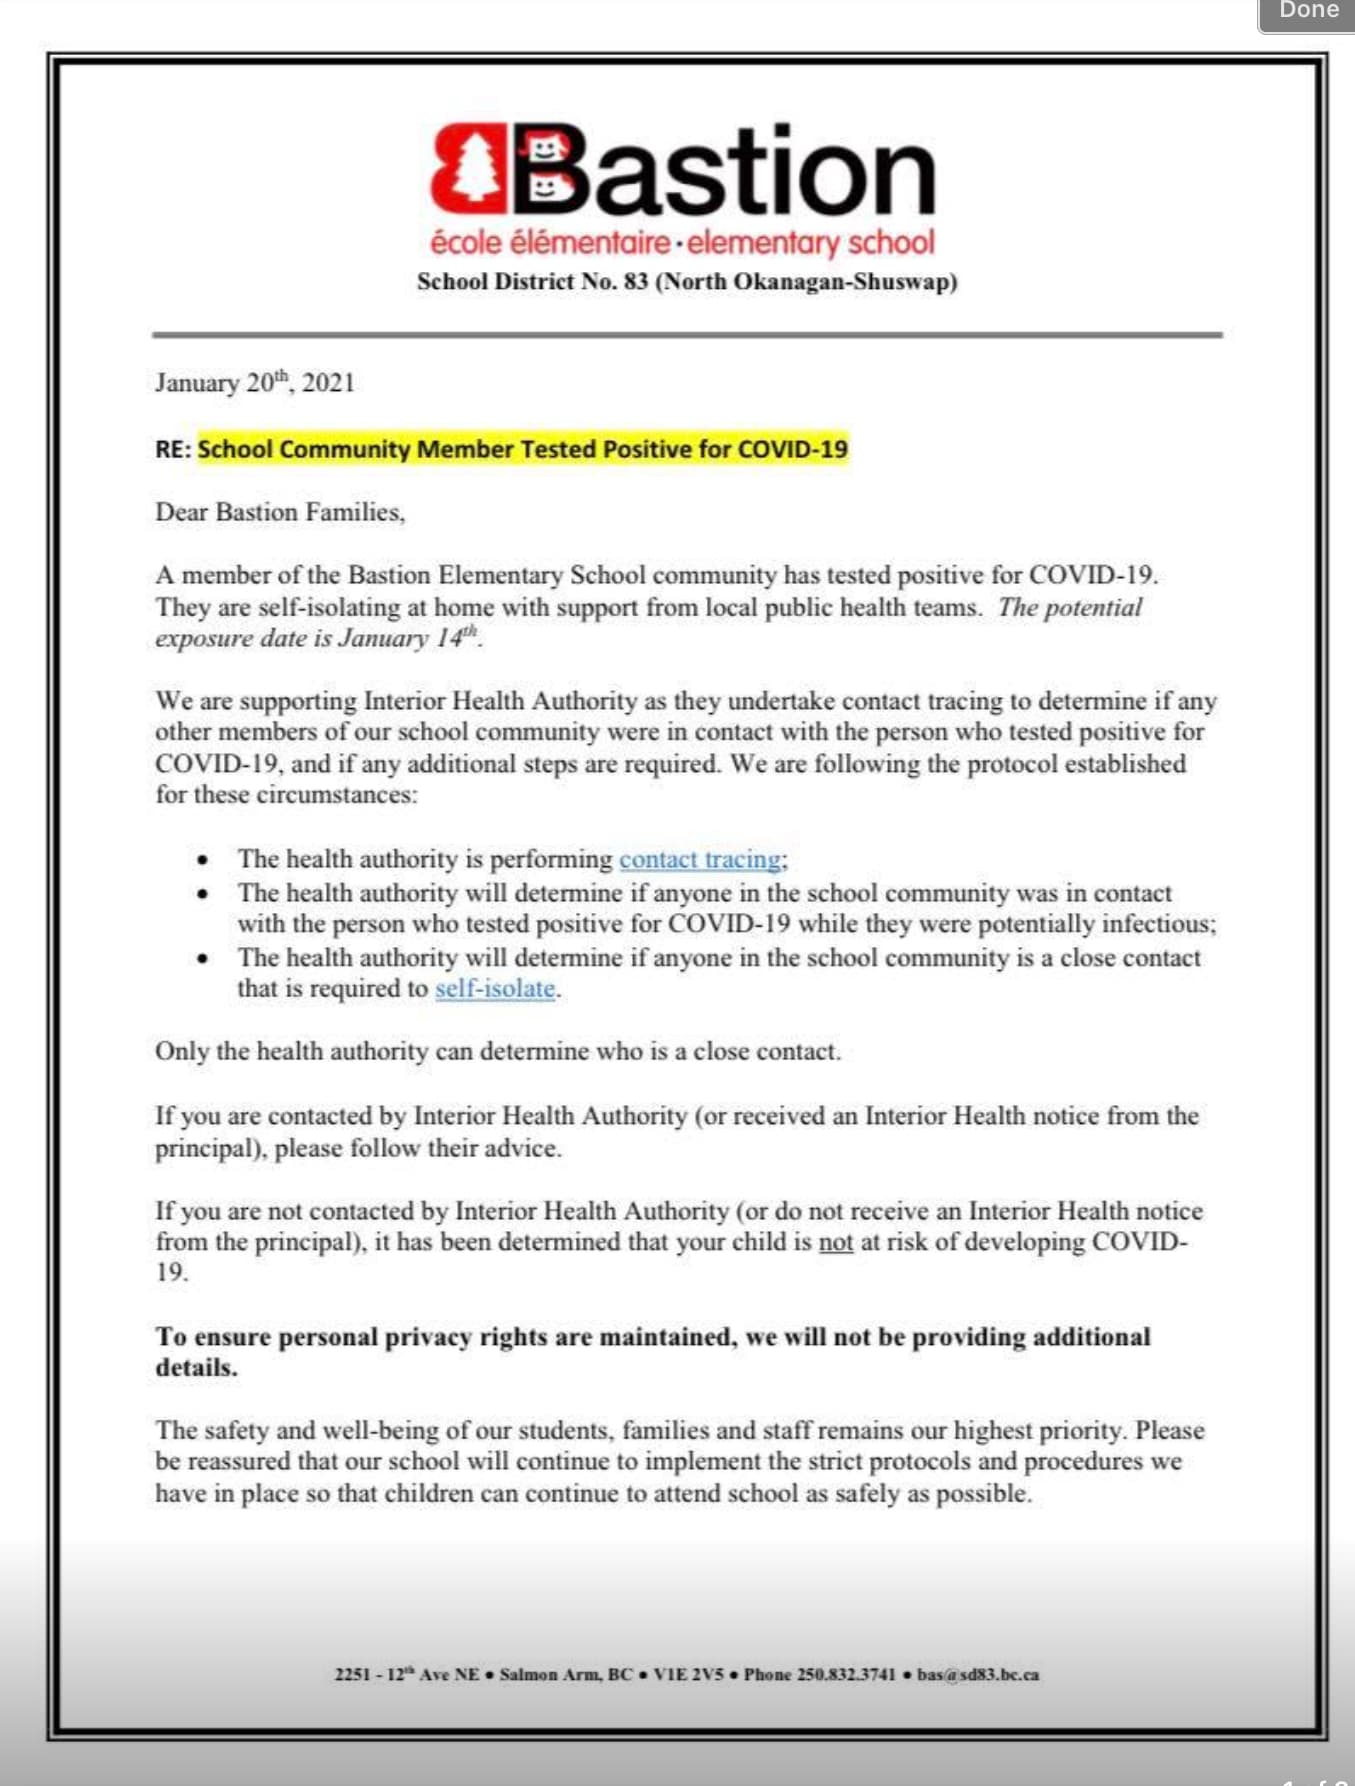 Done
Bastion
école élémentaire · elementary school
School District No. 83 (North Okanagan-Shuswap)
January 20th, 2021
RE: School Community Member Tested Positive for COVID-19
Dear Bastion Families,
A member of the Bastion Elementary School community has tested positive for COVID-19.
They are self-isolating at home with support from local public health teams. The potential
exposure date is January 14th.
We are supporting Interior Health Authority as they undertake contact tracing to determine if any
other members of our school community were in contact with the person who tested positive for
COVID-19, and if any additional steps are required. We are following the protocol established
for these circumstances:
• The health authority is performing contact tracing;
• The health authority will determine if anyone in the school community was in contact
with the person who tested positive for COVID-19 while they were potentially infectious;
• The health authority will determine if anyone in the school community is a close contact
that is required to self-isolate.
Only the health authority can determine who is a close contact.
If you are contacted by Interior Health Authority (or received an Interior Health notice from the
principal), please follow their advice.
If you are not contacted by Interior Health Authority (or do not receive an Interior Health notice
from the principal), it has been determined that your child is not at risk of developing COVID-
19.
To ensure personal privacy rights are maintained, we will not be providing additional
details.
The safety and well-being of our students, families and staff remains our highest priority. Please
be reassured that our school will continue to implement the strict protocols and procedures we
have in place so that children can continue to attend school as safely as possible.
2251 - 12th Ave NE • Salmon Arm, BC • V1E 2V5 • Phone 250.832.3741 • bas@sd83.bc.ca